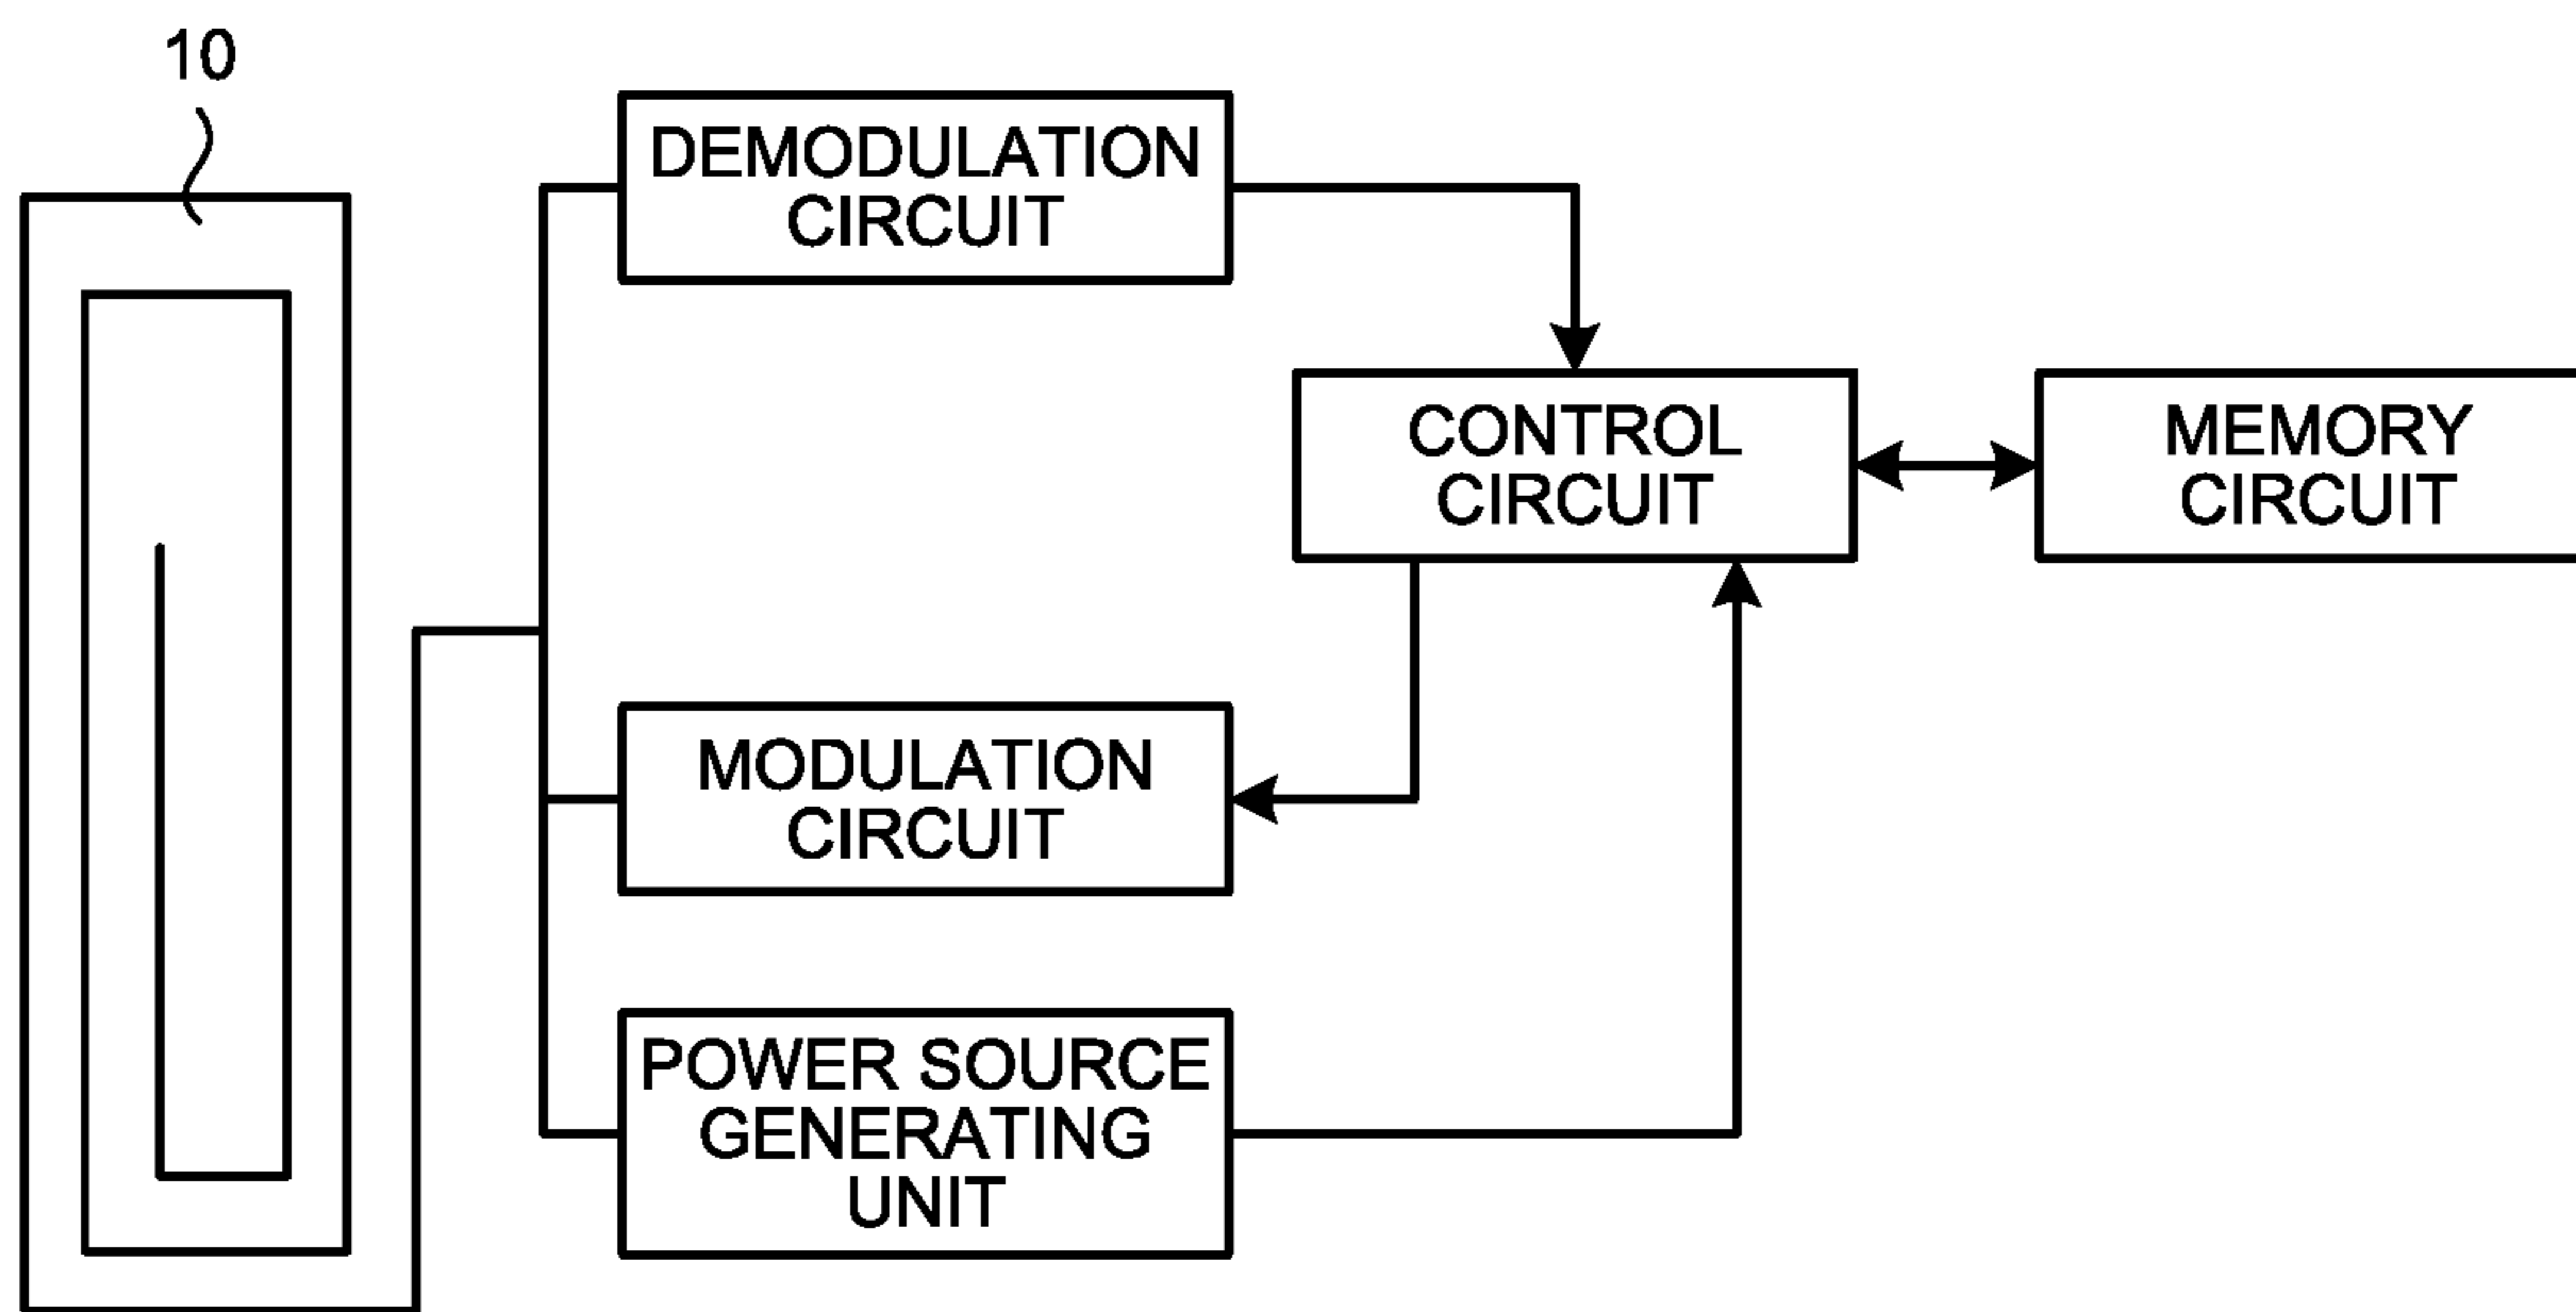 10
DEMODULATION
CIRCUIT
CONTROL
CIRCUIT
MEMORY
CIRCUIT
MODULATION
CIRCUIT
POWER SOURCE
GENERATING
UNIT